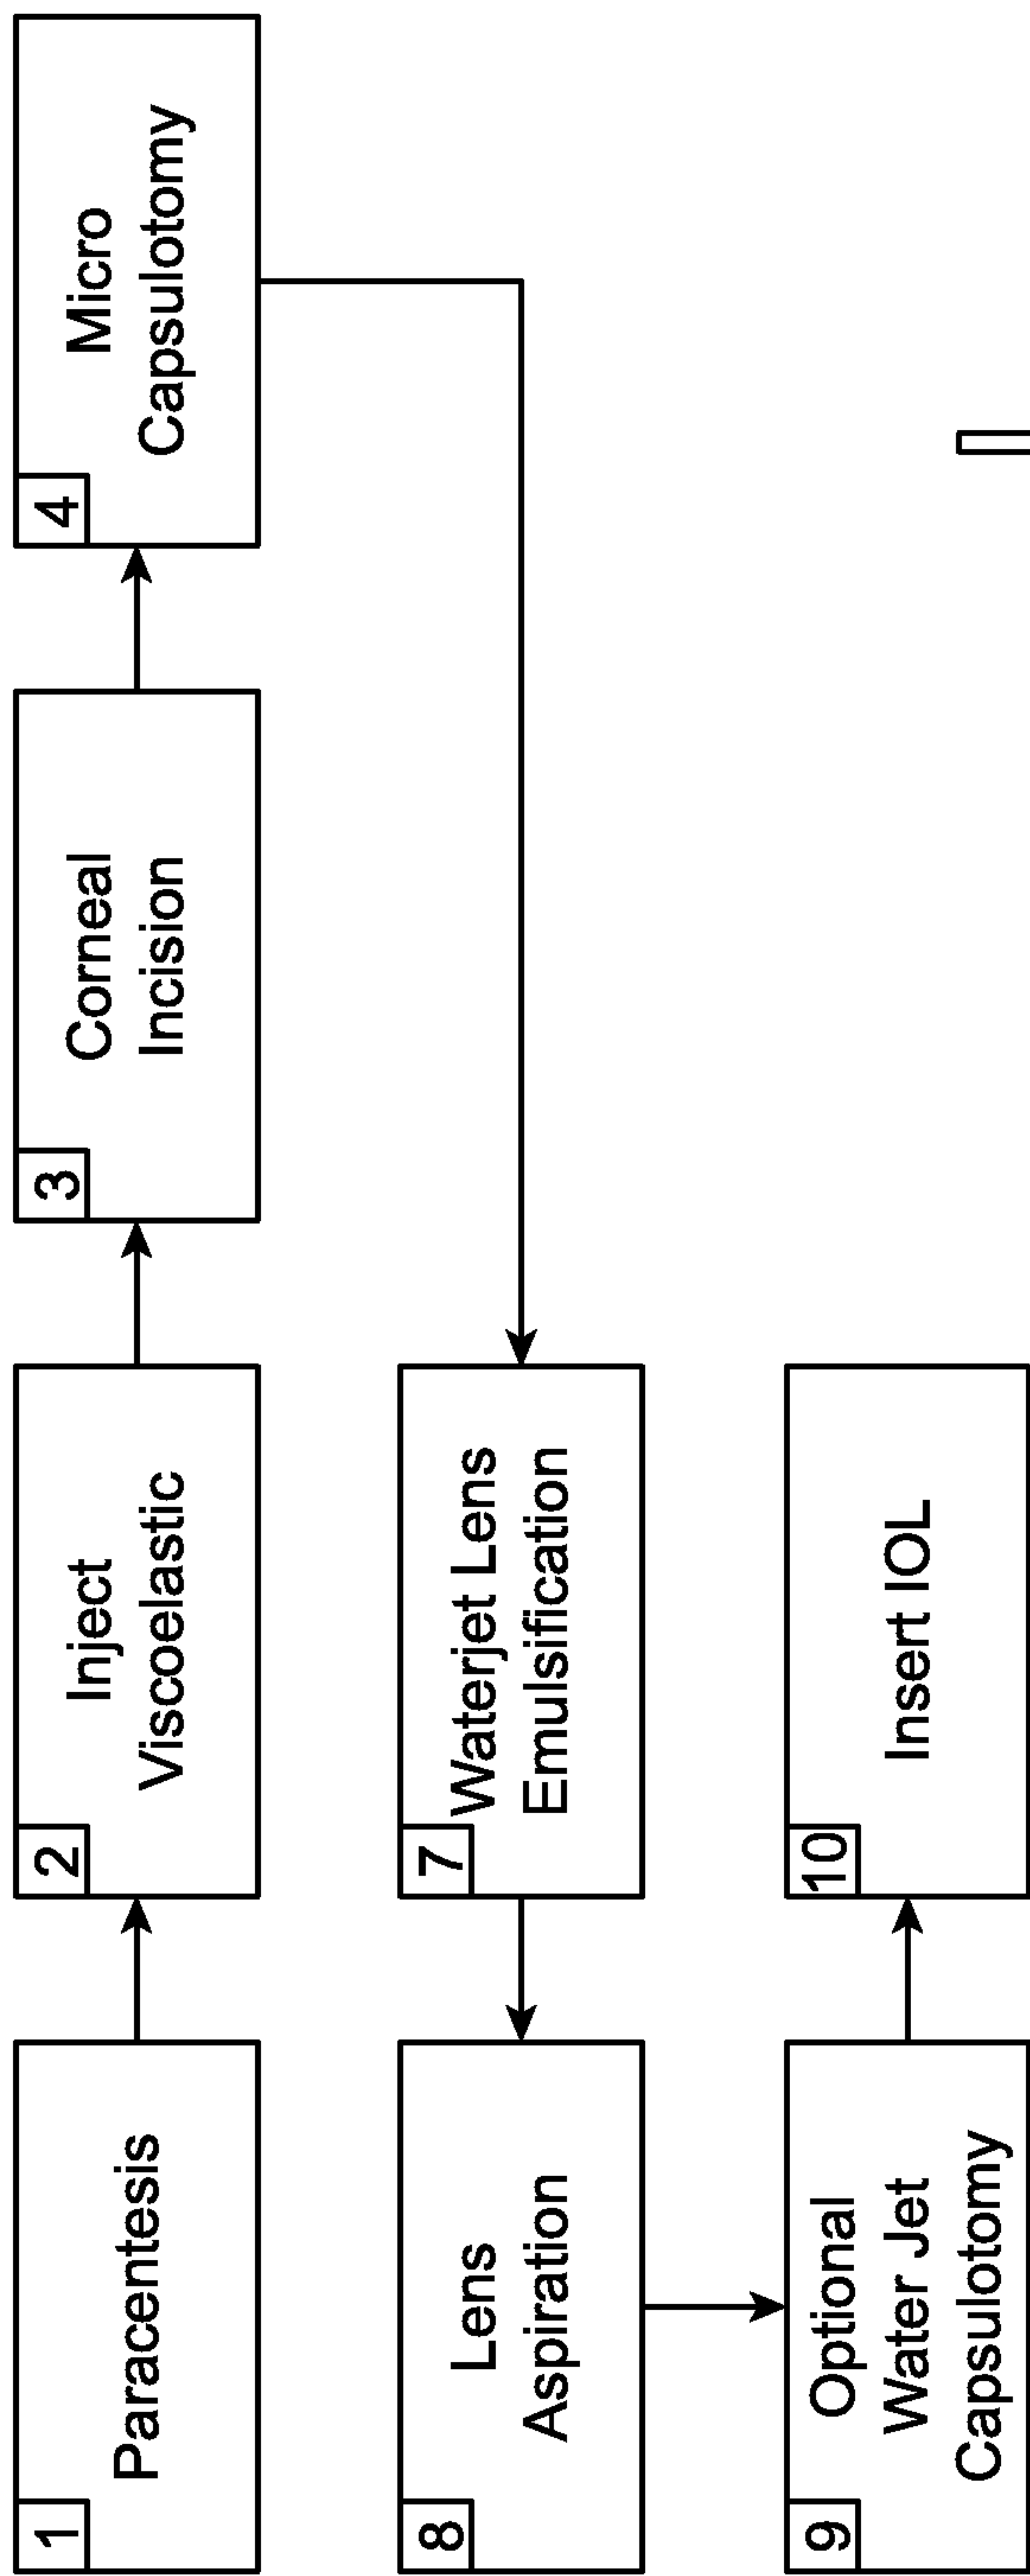 1
Paracentesis
2
Inject
Viscoelastic
3
Corneal
Incision
4
Micro
Capsulotomy
7
Waterjet Lens
Emulsification
8
Lens
Aspiration
9
Optional
Water Jet
Capsulotomy
10
Insert IOL